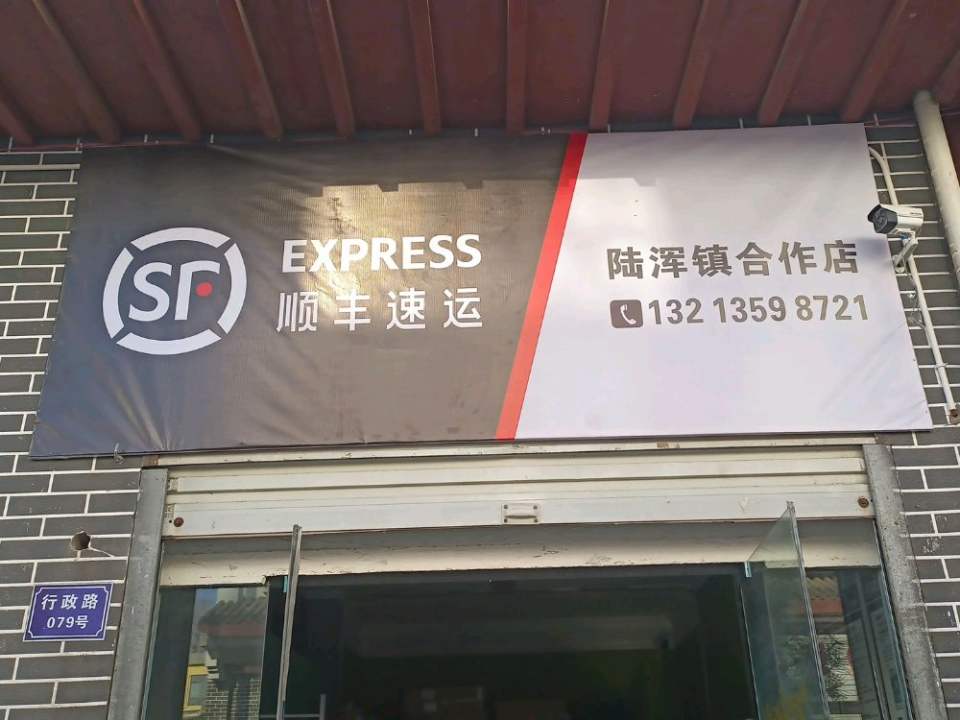 SF
EXPRESS
顺丰速运
陆浑镇合作店
132 1359 8721
行政路
079号